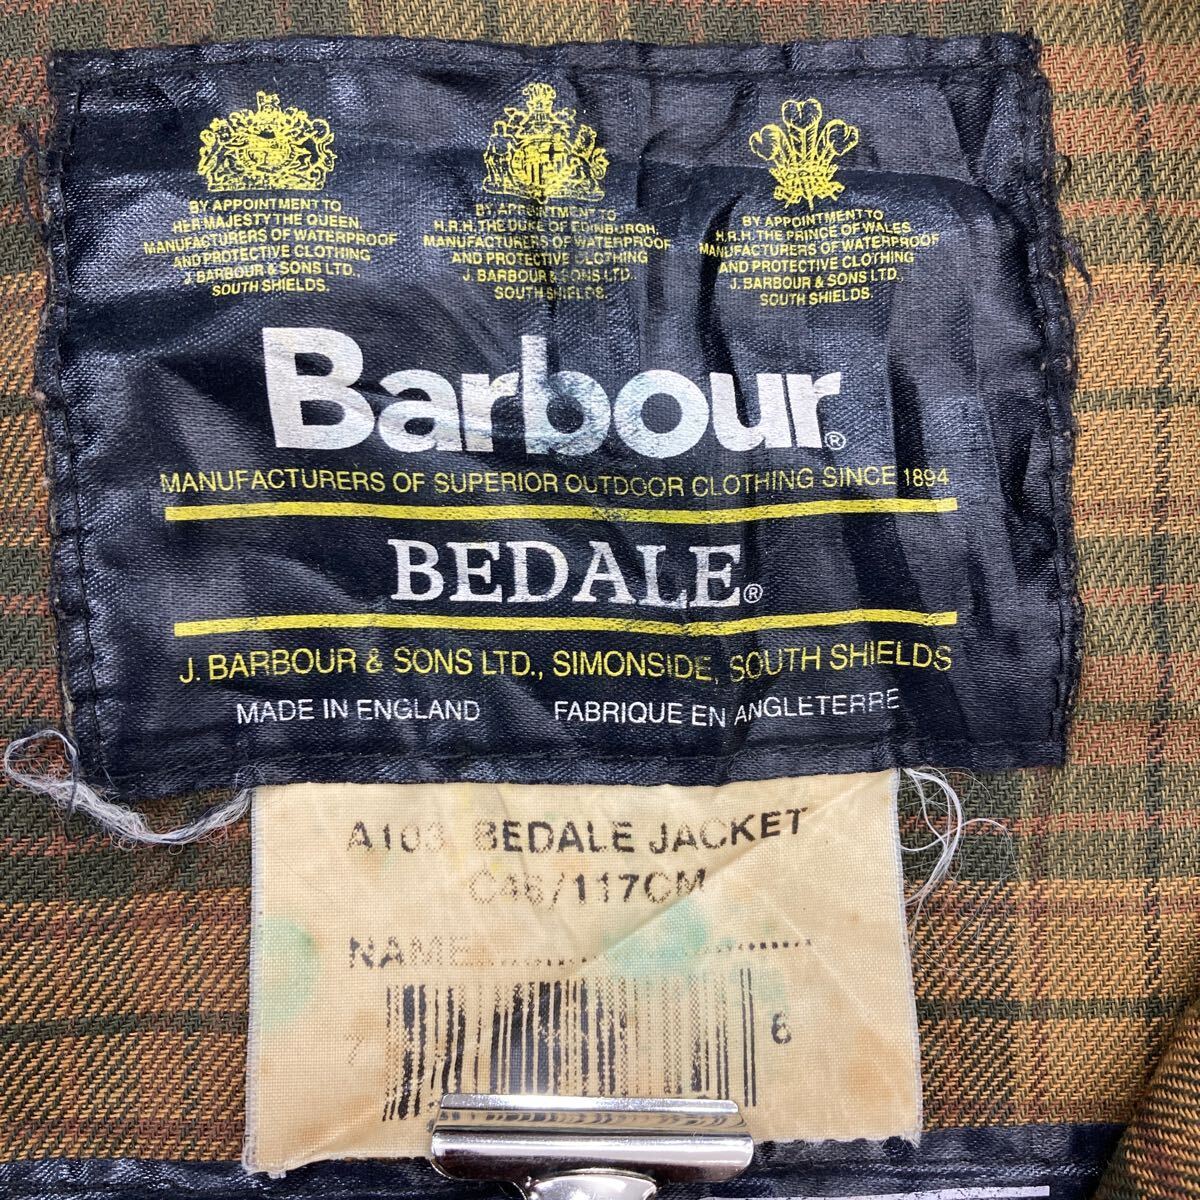 BY APPOINTMENT TO
HER MAJESTY THE QUEEN
MANUFACTURERS OF WATERPROOF
AND PROTECTIVE CLOTHING
J. BARBOUR & SONS LTD.,
SOUTH SHIELDS.
BY APPOINTMENT TO
H.R.H. THE DUKE OF EDINBURGH.
MANUFACTURERS OF WATERPROOF
AND PROTECTIVE CLOTHING
J. BARBOUR & SONS LTD.
SOUTH SHIELDS.
BY APPOINTMENT TO
H.R.H. THE PRINCE OF WALES
MANUFACTURERS OF WATERPROOF
AND PROTECTIVE CLOTHING
J. BARBOUR & SONS LTD.,
SOUTH SHIELDS.
Barbour®
MANUFACTURERS OF SUPERIOR OUTDOOR CLOTHING SINCE 1894
BEDALE®
J. BARBOUR & SONS LTD., SIMONSIDE, SOUTH SHIELDS
MADE IN ENGLAND FABRIQUE EN ANGLETERRE
A103 BEDALE JACKET
C46/117CM
NAME
7 6